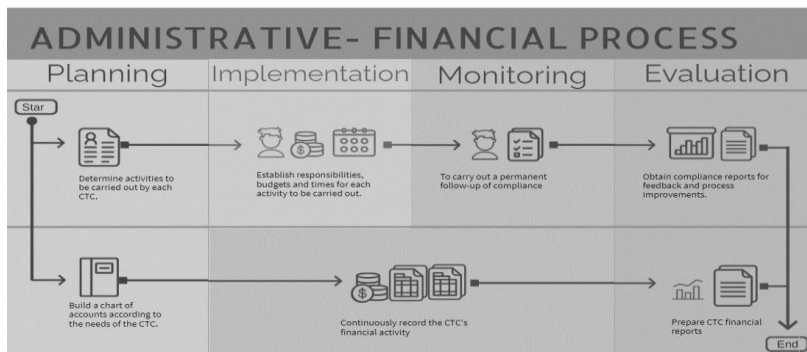 ADMINISTRATIVE- FINANCIAL PROCESS
Planning
Implementation
Monitoring
Evaluation
Star
Determine activities to
be carried out by each
CTC.
Establish responsibilities,
budgets and times for each
activity to be carried out.
To carry out a permanent
follow-up of compliance
Obtain compliance reports for
feedback and process
improvements.
Build a chart of
accounts according to
the needs of the CTC.
Continuously record the CTC's
financial activity
Prepare CTC financial
reports
End